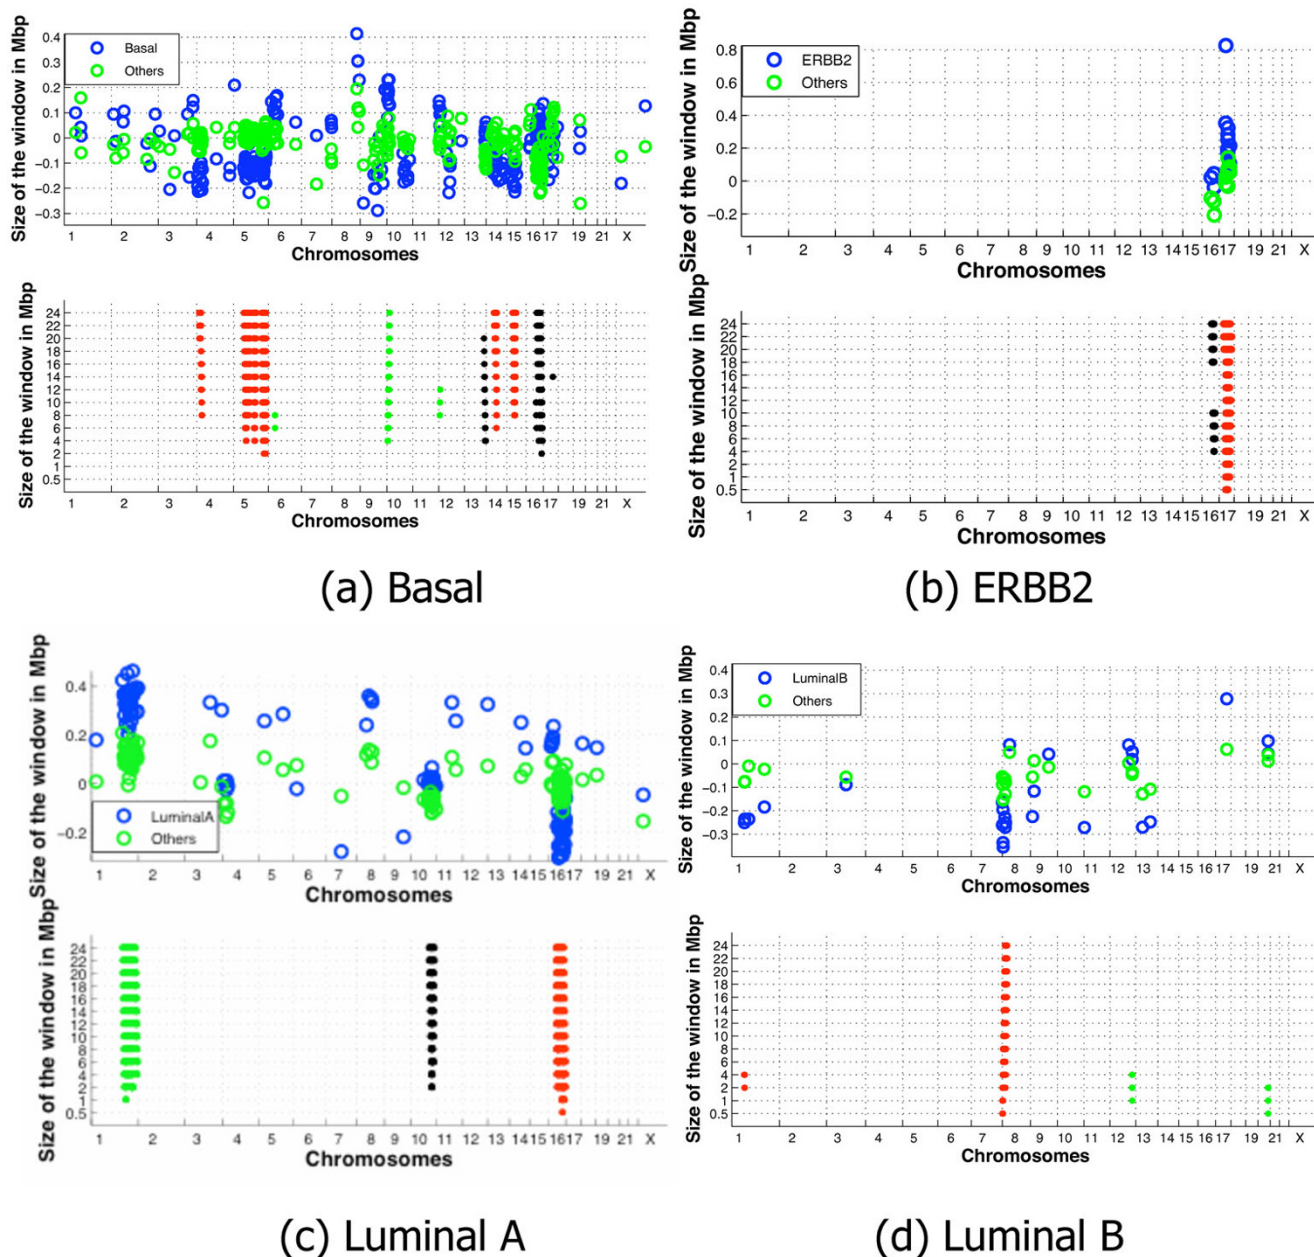 (a)
Size of the window in Mbp
0.4
0.3
0.2
0.1
0
−0.1
−0.2
−0.3
Basal
Others
1 2 3 4 5 6 7 8 9 10 11 12 13 14 15 16 17 19 21 X
Chromosomes
Size of the window in Mbp
24
22
20
18
16
14
12
10
8
6
4
2
1
0.5
1 2 3 4 5 6 7 8 9 10 11 12 13 14 15 16 17 19 21 X
Chromosomes
(a) Basal
(b)
Size of the window in Mbp
0.8
0.6
0.4
0.2
0
−0.2
ERBB2
Others
1 2 3 4 5 6 7 8 9 10 11 12 13 14 15 16 17 19 21 X
Chromosomes
Size of the window in Mbp
24
22
20
18
16
14
12
10
8
6
4
2
1
0.5
1 2 3 4 5 6 7 8 9 10 11 12 13 14 15 16 17 19 21 X
Chromosomes
(b) ERBB2
Size of the window in Mbp
0.4
0.2
0
−0.2
LuminalA
Others
1 2 3 4 5 6 7 8 9 10 11 12 13 14 15 16 17 19 21 X
Chromosomes
Size of the window in Mbp
24
22
20
18
16
14
12
10
8
6
4
2
1
0.5
1 2 3 4 5 6 7 8 9 10 11 12 13 14 15 16 17 19 21 X
Chromosomes
(c) Luminal A
Size of the window in Mbp
0.4
0.3
0.2
0.1
0
−0.1
−0.2
−0.3
LuminalB
Others
1 2 3 4 5 6 7 8 9 10 11 12 13 14 15 16 17 19 21 X
Chromosomes
Size of the window in Mbp
24
22
20
18
16
14
12
10
8
6
4
2
1
0.5
1 2 3 4 5 6 7 8 9 10 11 12 13 14 15 16 17 19 21 X
Chromosomes
(d) Luminal B